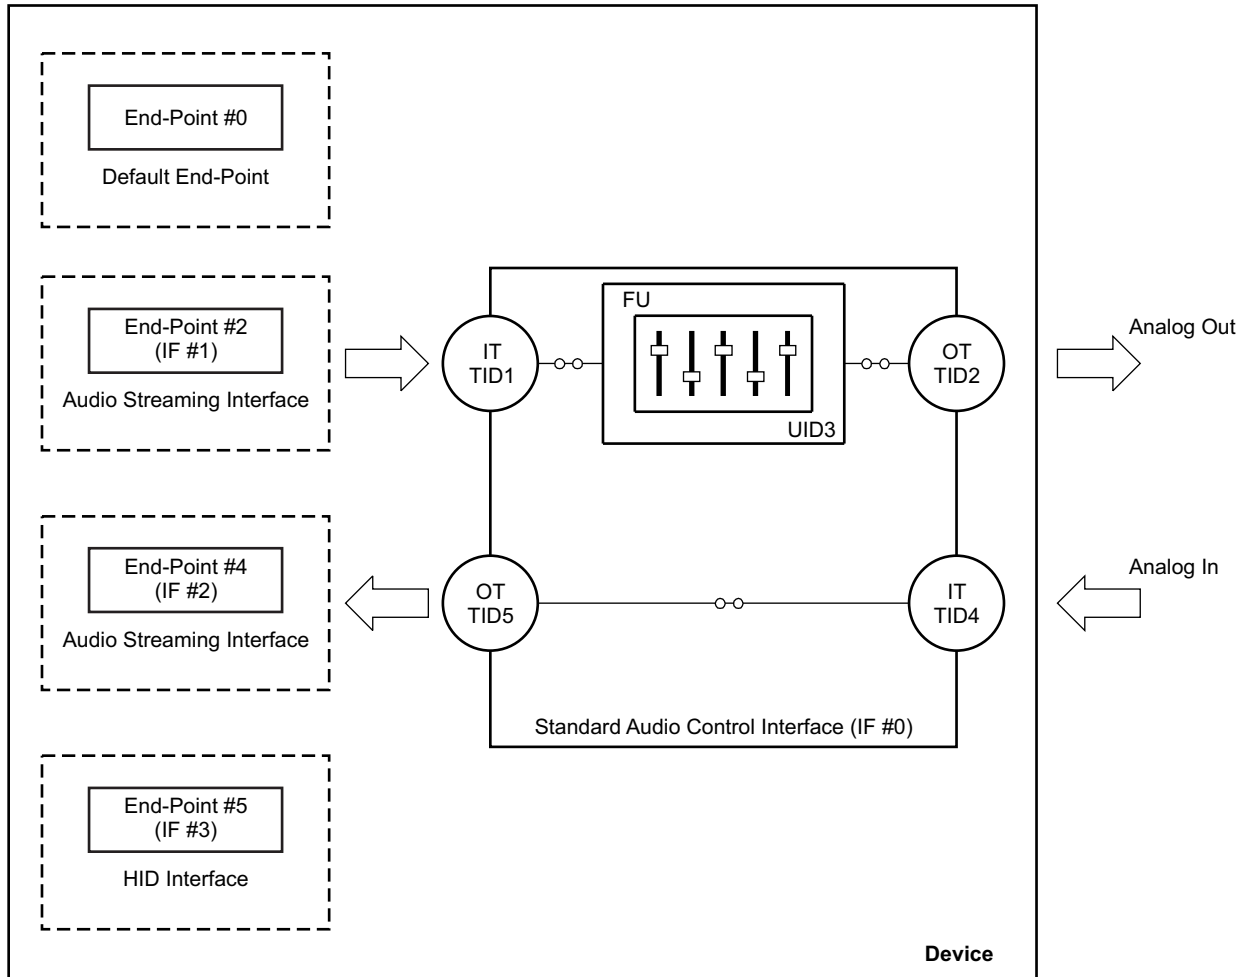 End-Point #0
Default End-Point
End-Point #2
(IF #1)
Audio Streaming Interface
IT
TID1
FU
UID3
OT
TID2
Analog Out
End-Point #4
(IF #2)
Audio Streaming Interface
OT
TID5
IT
TID4
Analog In
Standard Audio Control Interface (IF #0)
End-Point #5
(IF #3)
HID Interface
Device